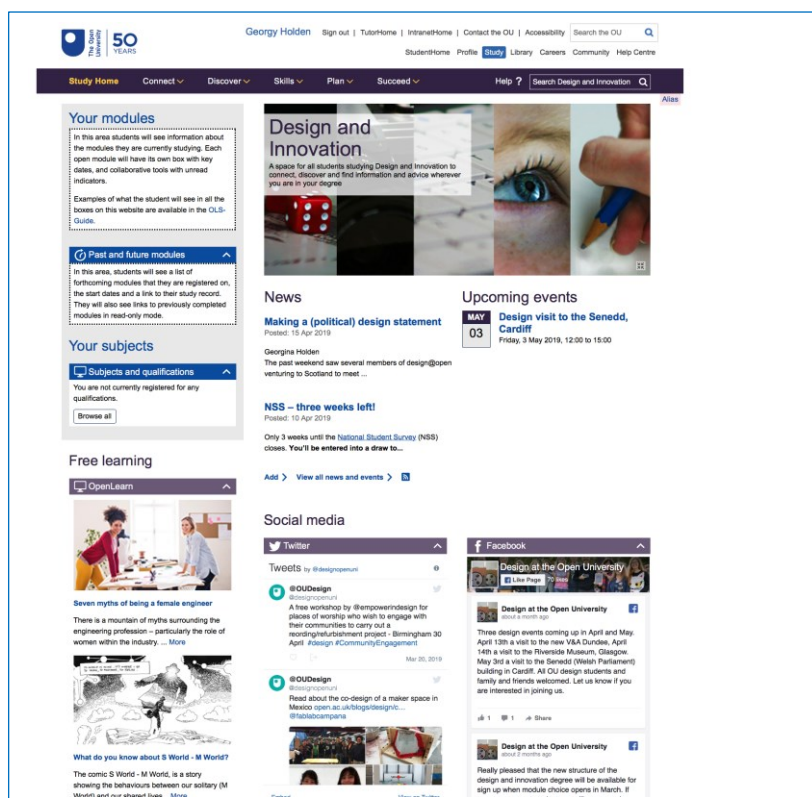 The Open
University
50
YEARS
Georgy Holden Sign out | TutorHome | IntranetHome | Contact the OU | Accessibility Search the OU
StudentHome Profile Study Library Careers Community Help Centre
Study Home Connect Discover Skills Plan Succeed Help ? Search Design and Innovation
Alias
Your modules
In this area students will see information about
the modules they are currently studying. Each
open module will have its own box with key
dates, and collaborative tools with unread
indicators.
Examples of what the student will see in all the
boxes on this website are available in the OLS-
Guide.
Past and future modules
In this area, students will see a list of
forthcoming modules that they are registered on,
the start dates and a link to their study record.
They will also see links to previously completed
modules in read-only mode.
Your subjects
Subjects and qualifications
You are not currently registered for any
qualifications.
Browse all
Free learning
OpenLearn
Seven myths of being a female engineer
There is a mountain of myths surrounding the
engineering profession – particularly the role of
women within the industry. ... More
What do you know about S World - M World?
The comic S World - M World, is a story
showing the behaviours between our solitary (M
World) and our shared lives... More
Design and
Innovation
A space for all students studying Design and Innovation to
connect, discover and find information and advice wherever
you are in your degree
News
Making a (political) design statement
Posted: 15 Apr 2019
Georgina Holden
The past weekend saw several members of design@open
venturing to Scotland to meet ...
NSS – three weeks left!
Posted: 10 Apr 2019
Only 3 weeks until the National Student Survey (NSS)
closes. You'll be entered into a draw to...
Add View all news and events
Upcoming events
MAY
03
Design visit to the Senedd,
Cardiff
Friday, 3 May 2019, 12:00 to 15:00
Social media
Twitter
Tweets by @designopenuni
@OUDesign
@designopenuni
A free workshop by @empowerindesign for
places of worship who wish to engage with
their communities to carry out a
reording/refurbishment project - Birmingham 30
April #design #CommunityEngagement
Mar 20, 2019
@OUDesign
@designopenuni
Read about the co-design of a maker space in
Mexico open.ac.uk/blogs/design/c...
@fablabcampana
Embed View on Twitter
Facebook
Design at the Open University
Like Page 70 likes
Design at the Open University
about a month ago
Three design events coming up in April and May.
April 13th a visit to the new V&A Dundee, April
14th a visit to the Riverside Museum, Glasgow.
May 3rd a visit to the Senedd (Welsh Parliament)
building in Cardiff. All OU design students and
family and friends welcomed. Let us know if you
are interested in joining us.
1 1 Share
Design at the Open University
about 2 months ago
Really pleased that the new structure of the
design and innovation degree will be available for
sign up when module choice opens in March. If